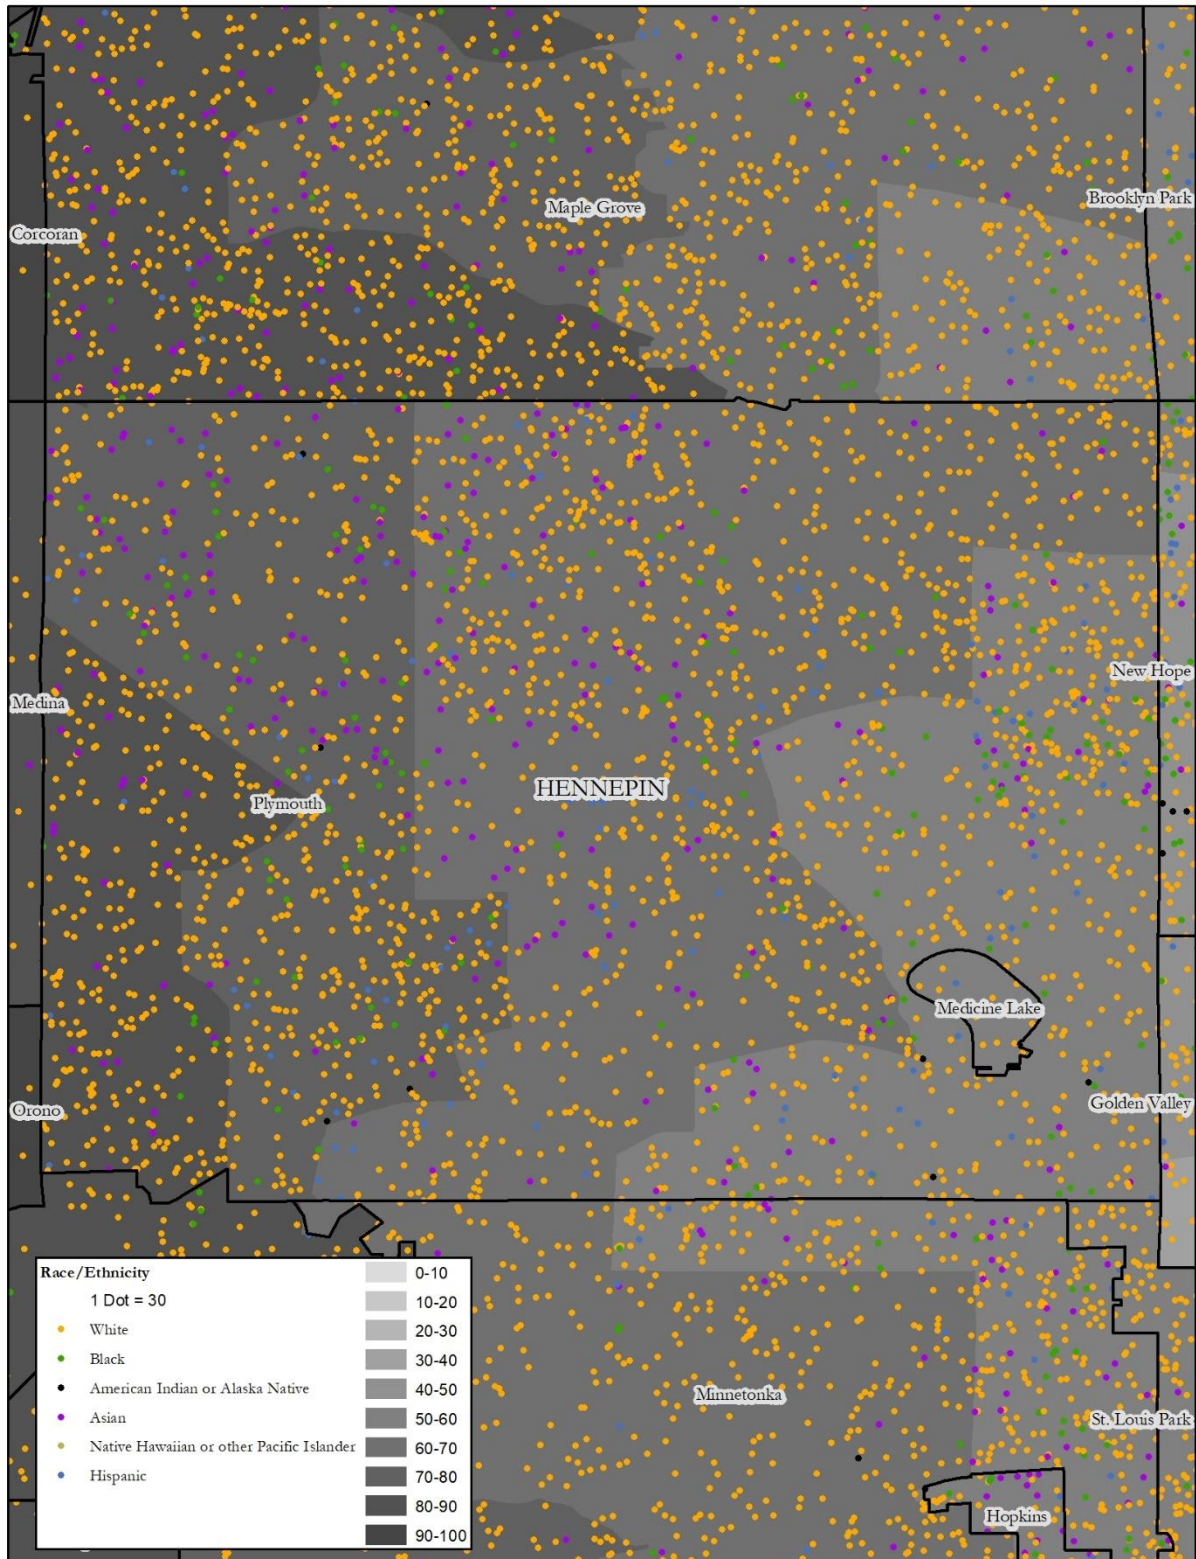 Maple Grove
Brooklyn Park
Corcoran
New Hope
Medina
HENNEPIN
Plymouth
Medicine Lake
Golden Valley
Orono
Race/Ethnicity
1 Dot = 30
White
Black
American Indian or Alaska Native
Asian
Native Hawaiian or other Pacific Islander
Hispanic
0-10
10-20
20-30
30-40
40-50
50-60
60-70
70-80
80-90
90-100
Minnetonka
St. Louis Park
Hopkins